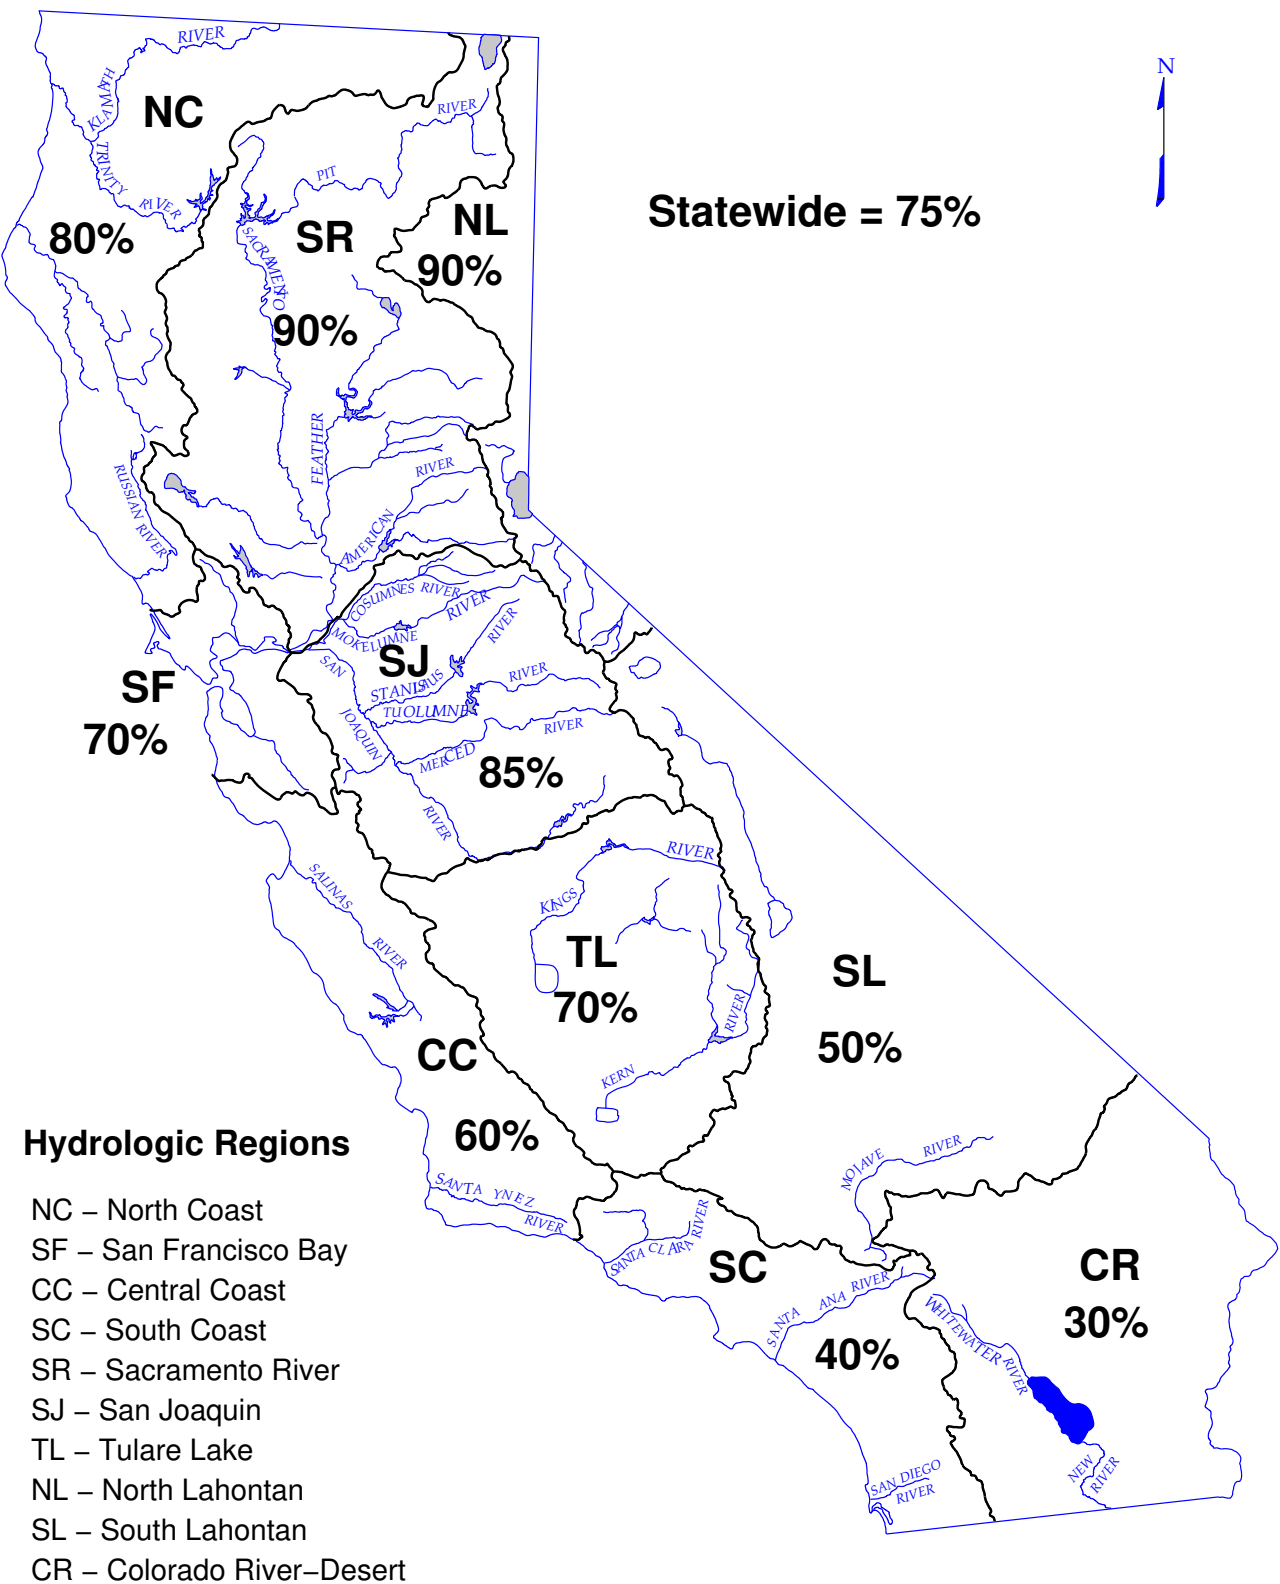 RIVER
N
KLAMATH
NC
RIVER
TRINITY
RIVER
PIT
Statewide = 75%
80%
SR
NL
SACRAMENTO
90%
90%
FEATHER
RIVER
RUSSIAN RIVER
AMERICAN
COSUMNES RIVER
RIVER
MOKELUMNE
RIVER
SAN
SJ
SF
STANISLAUS
RIVER
TUOLUMNE
70%
JOAQUIN
RIVER
MERCED
85%
RIVER
RIVER
SALINAS
KINGS
RIVER
TL
SL
70%
RIVER
CC
50%
KERN
60%
Hydrologic Regions
MOJAVE
RIVER
SANTA YNEZ
RIVER
NC – North Coast
SF – San Francisco Bay
CC – Central Coast
SC – South Coast
SR – Sacramento River
SJ – San Joaquin
TL – Tulare Lake
NL – North Lahontan
SL – South Lahontan
CR – Colorado River–Desert
SANTA CLARA RIVER
SC
CR
SANTA ANA RIVER
30%
WHITEWATER RIVER
40%
NEW
RIVER
SAN DIEGO
RIVER